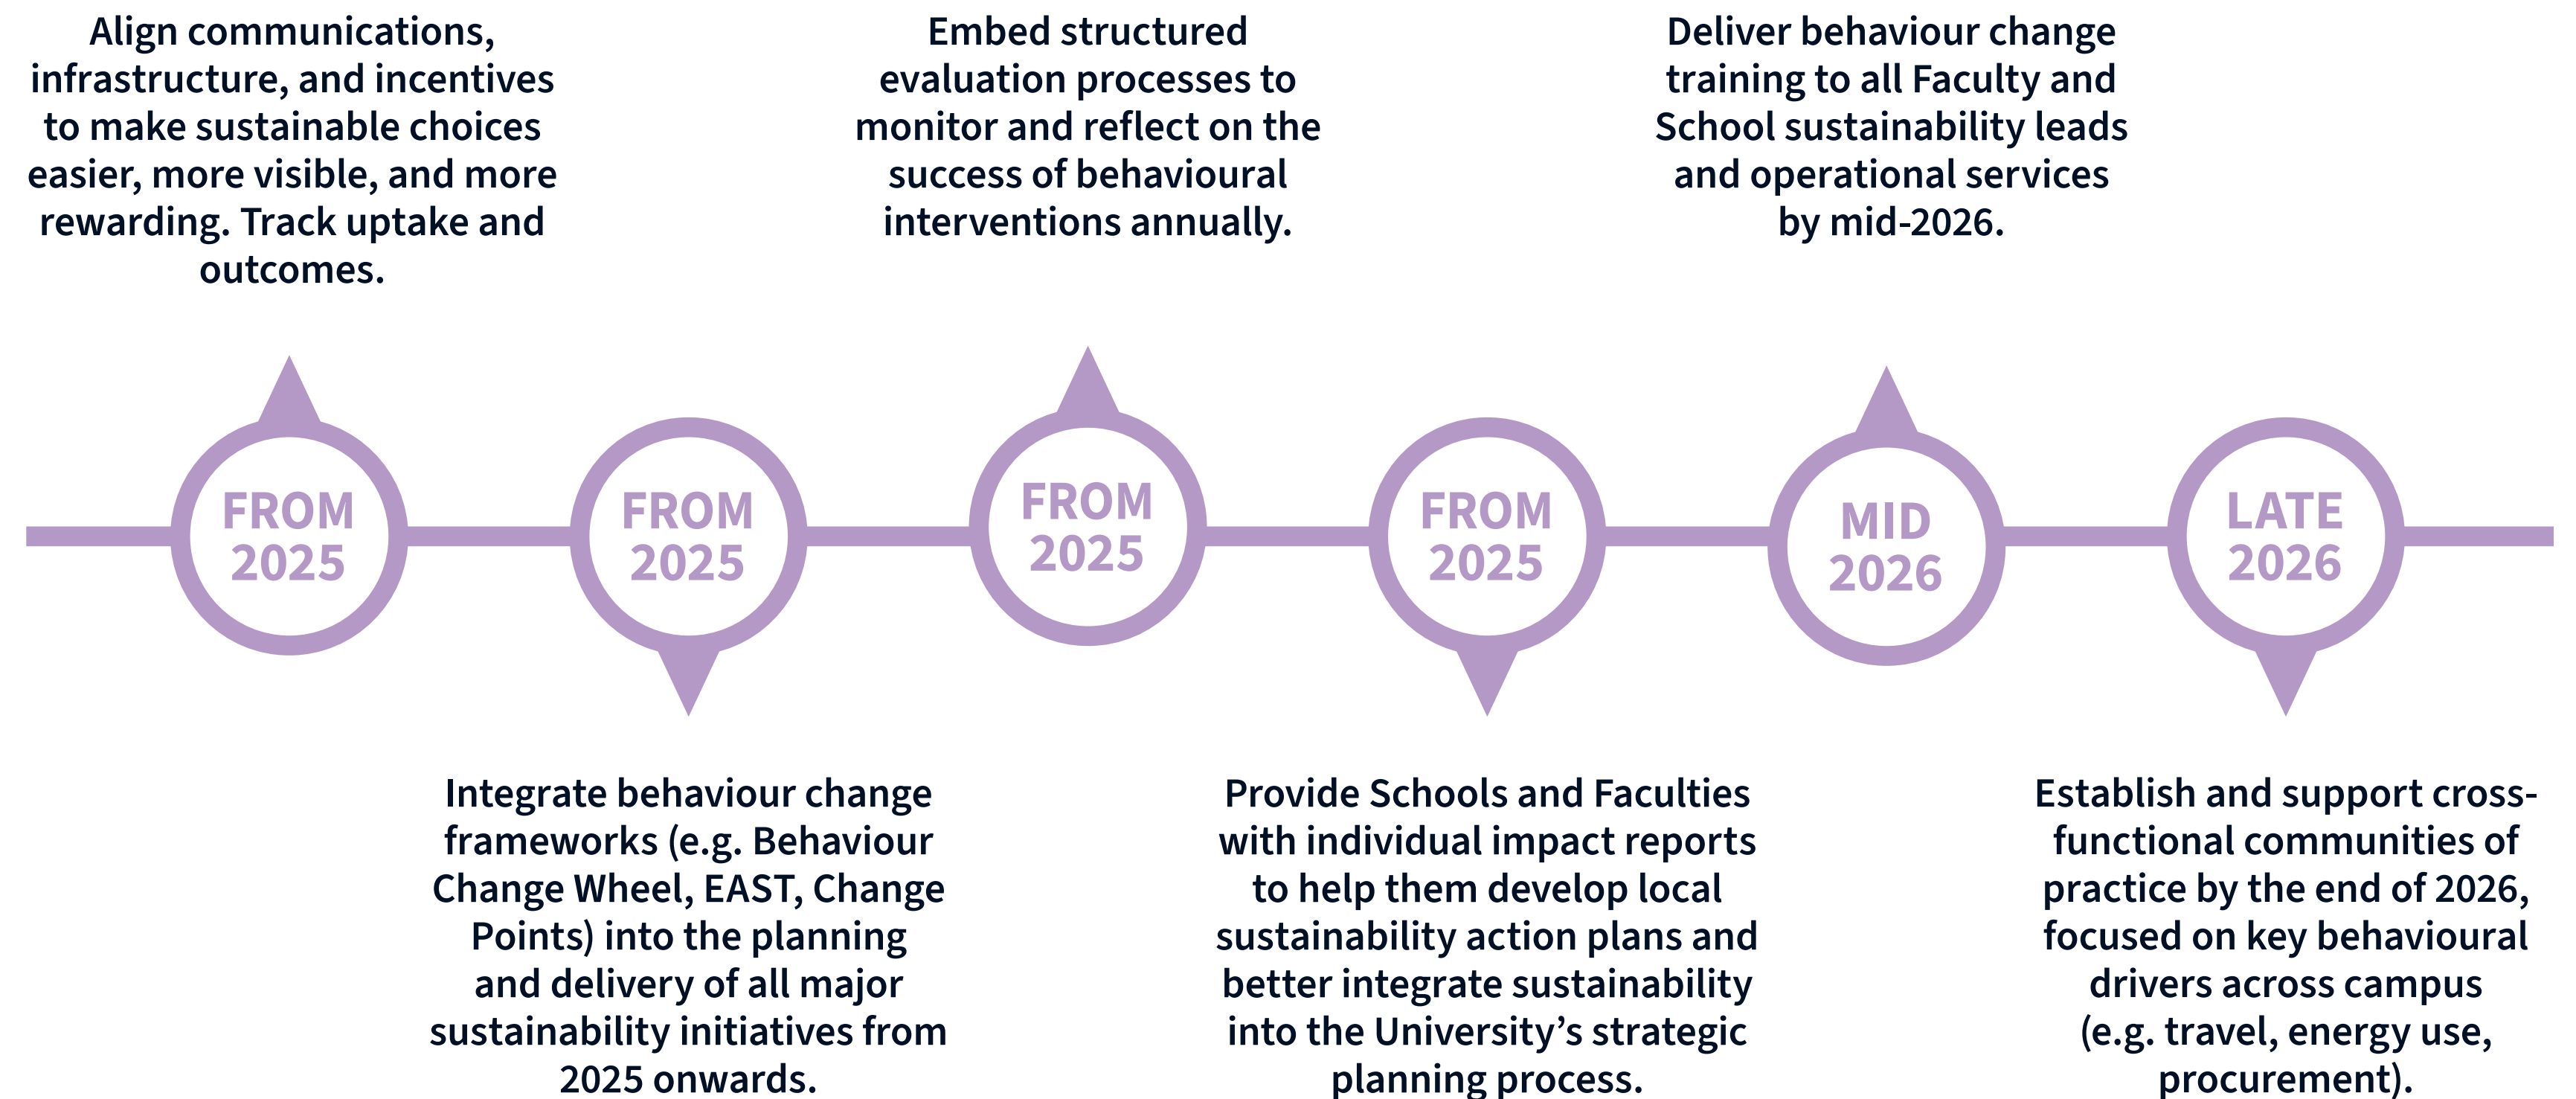 Align communications,
infrastructure, and incentives
to make sustainable choices
easier, more visible, and more
rewarding. Track uptake and
outcomes.
FROM
2025
Integrate behaviour change
frameworks (e.g. Behaviour
Change Wheel, EAST, Change
Points) into the planning
and delivery of all major
sustainability initiatives from
2025 onwards.
FROM
2025
Embed structured
evaluation processes to
monitor and reflect on the
success of behavioural
interventions annually.
FROM
2025
Provide Schools and Faculties
with individual impact reports
to help them develop local
sustainability action plans and
better integrate sustainability
into the University’s strategic
planning process.
FROM
2025
Deliver behaviour change
training to all Faculty and
School sustainability leads
and operational services
by mid-2026.
MID
2026
Establish and support cross-
functional communities of
practice by the end of 2026,
focused on key behavioural
drivers across campus
(e.g. travel, energy use,
procurement).
LATE
2026